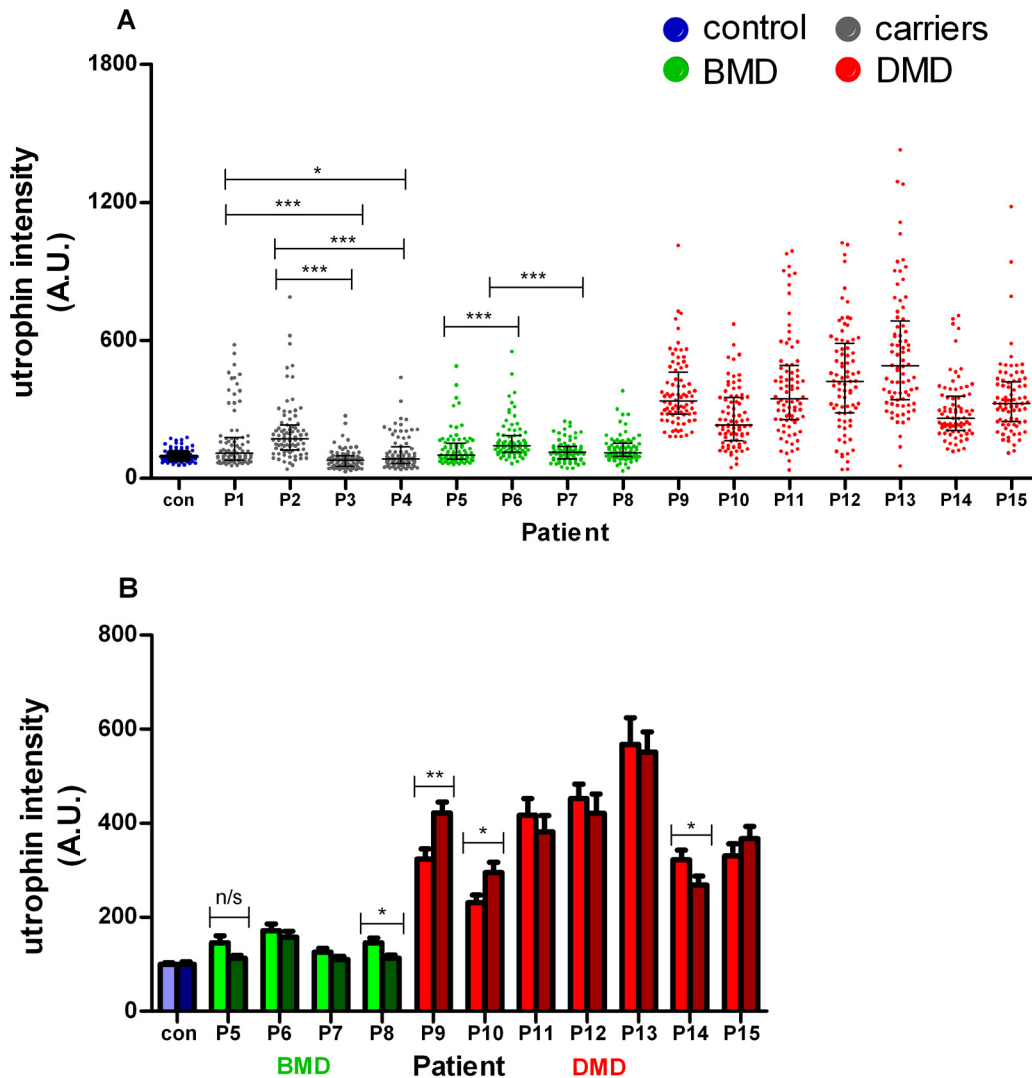 A
control carriers
BMD DMD
utrophin intensity
(A.U.)
1800
1200
600
0
*
***
***
***
***
***
con P1 P2 P3 P4 P5 P6 P7 P8 P9 P10 P11 P12 P13 P14 P15
Patient
B
utrophin intensity
(A.U.)
800
600
400
200
0
n/s
*
**
*
*
con P5 P6 P7 P8 P9 P10 P11 P12 P13 P14 P15
BMD Patient DMD